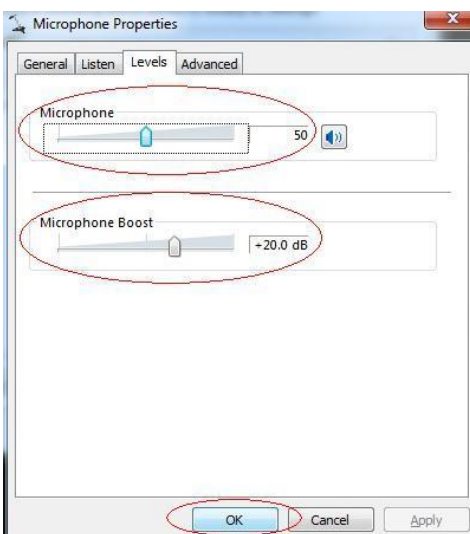 Microphone Properties
General Listen Levels Advanced
Microphone
50
Microphone Boost
+20.0 dB
OK Cancel Apply